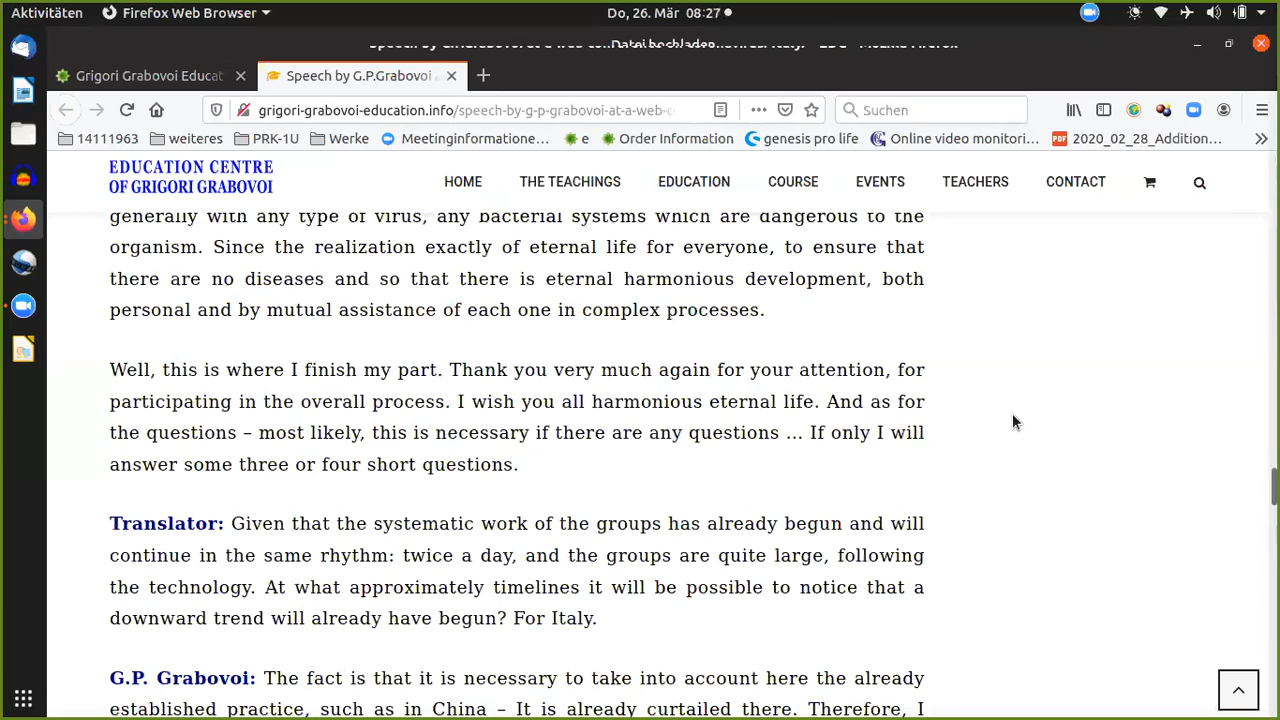 Aktivitäten
Firefox Web Browser
Do, 26. Mär 08:27
Datei hochladen
Grigori Grabovoi Educat
Speech by G.P.Grabovoi
grigori-grabovoi-education.info/speech-by-g-p-grabovoi-at-a-web-c
Suchen
14111963
weiteres
PRK-1U
Werke
Meetinginformatione…
e
Order Information
genesis pro life
Online video monitori…
2020_02_28_Addition…
EDUCATION CENTRE
OF GRIGORI GRABOVOI
HOME
THE TEACHINGS
EDUCATION
COURSE
EVENTS
TEACHERS
CONTACT
generally with any type of virus, any bacterial systems which are dangerous to the
organism. Since the realization exactly of eternal life for everyone, to ensure that
there are no diseases and so that there is eternal harmonious development, both
personal and by mutual assistance of each one in complex processes.
Well, this is where I finish my part. Thank you very much again for your attention, for
participating in the overall process. I wish you all harmonious eternal life. And as for
the questions – most likely, this is necessary if there are any questions … If only I will
answer some three or four short questions.
Translator: Given that the systematic work of the groups has already begun and will
continue in the same rhythm: twice a day, and the groups are quite large, following
the technology. At what approximately timelines it will be possible to notice that a
downward trend will already have begun? For Italy.
G.P. Grabovoi: The fact is that it is necessary to take into account here the already
established practice, such as in China – It is already curtailed there. Therefore, I